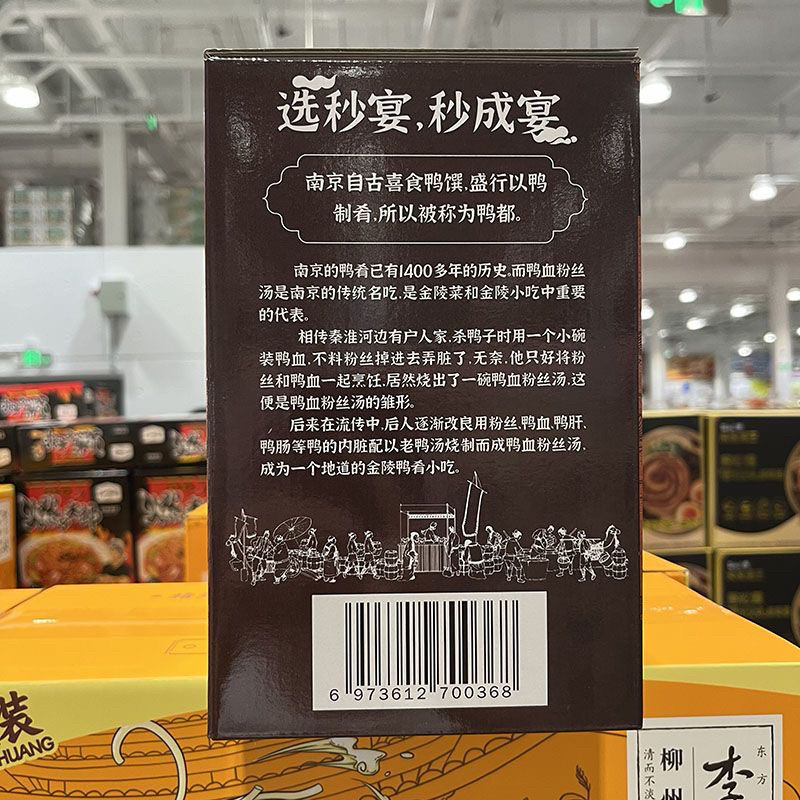 选秒宴,秒成宴
南京自古喜食鸭馔,盛行以鸭
制肴,所以被称为鸭都。
南京的鸭肴已有1400多年的历史。而鸭血粉丝
汤是南京的传统名吃,是金陵菜和金陵小吃中重要
的代表。
相传秦淮河边有户人家,杀鸭子时用一个小碗
装鸭血,不料粉丝掉进去弄脏了,无奈,他只好将粉
丝和鸭血一起烹饪,居然烧出了一碗鸭血粉丝汤,这
便是鸭血粉丝汤的雏形。
后来在流传中,后人逐渐改良用粉丝、鸭血、鸭肝、
鸭肠等鸭的内脏配以老鸭汤烧制而成鸭血粉丝汤,
成为一个地道的金陵鸭肴小吃。
6 973612 700368
装
HUANG
东方
李
柳州
清而不淡